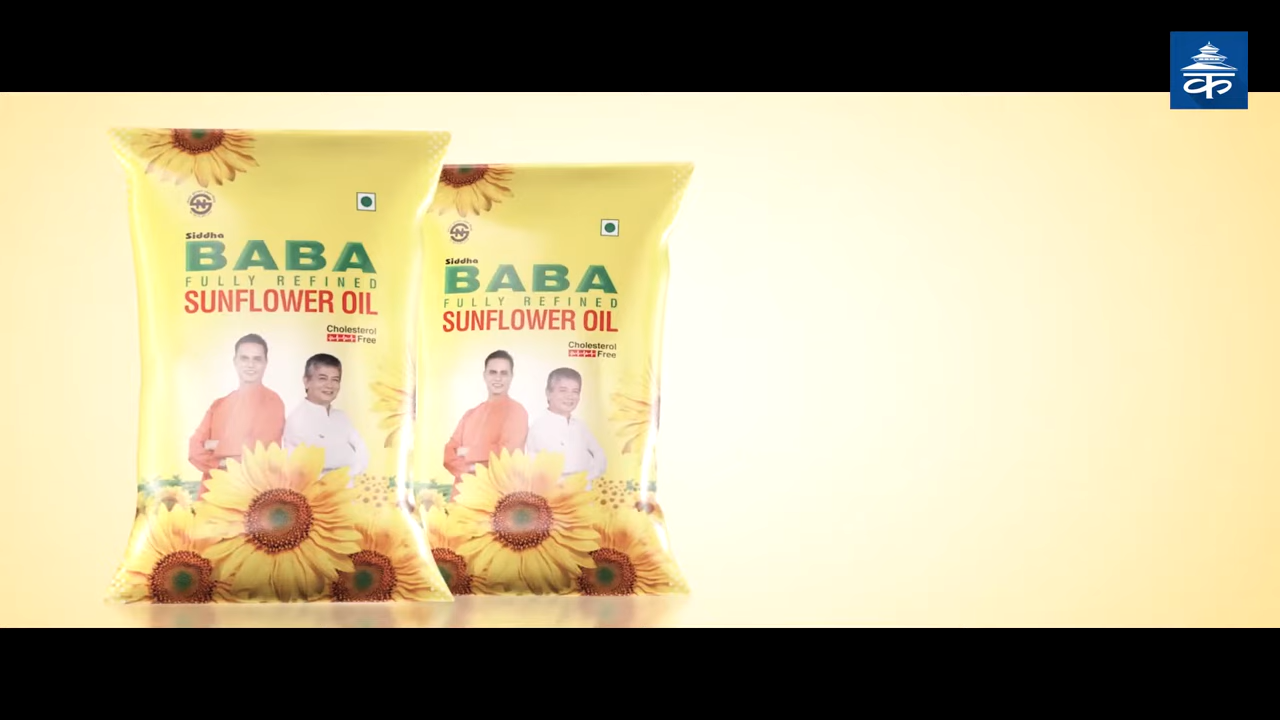 क
Siddha
BABA
FULLY REFINED
SUNFLOWER OIL
Cholesterol
Free
Siddha
BABA
FULLY REFINED
SUNFLOWER OIL
Cholesterol
Free